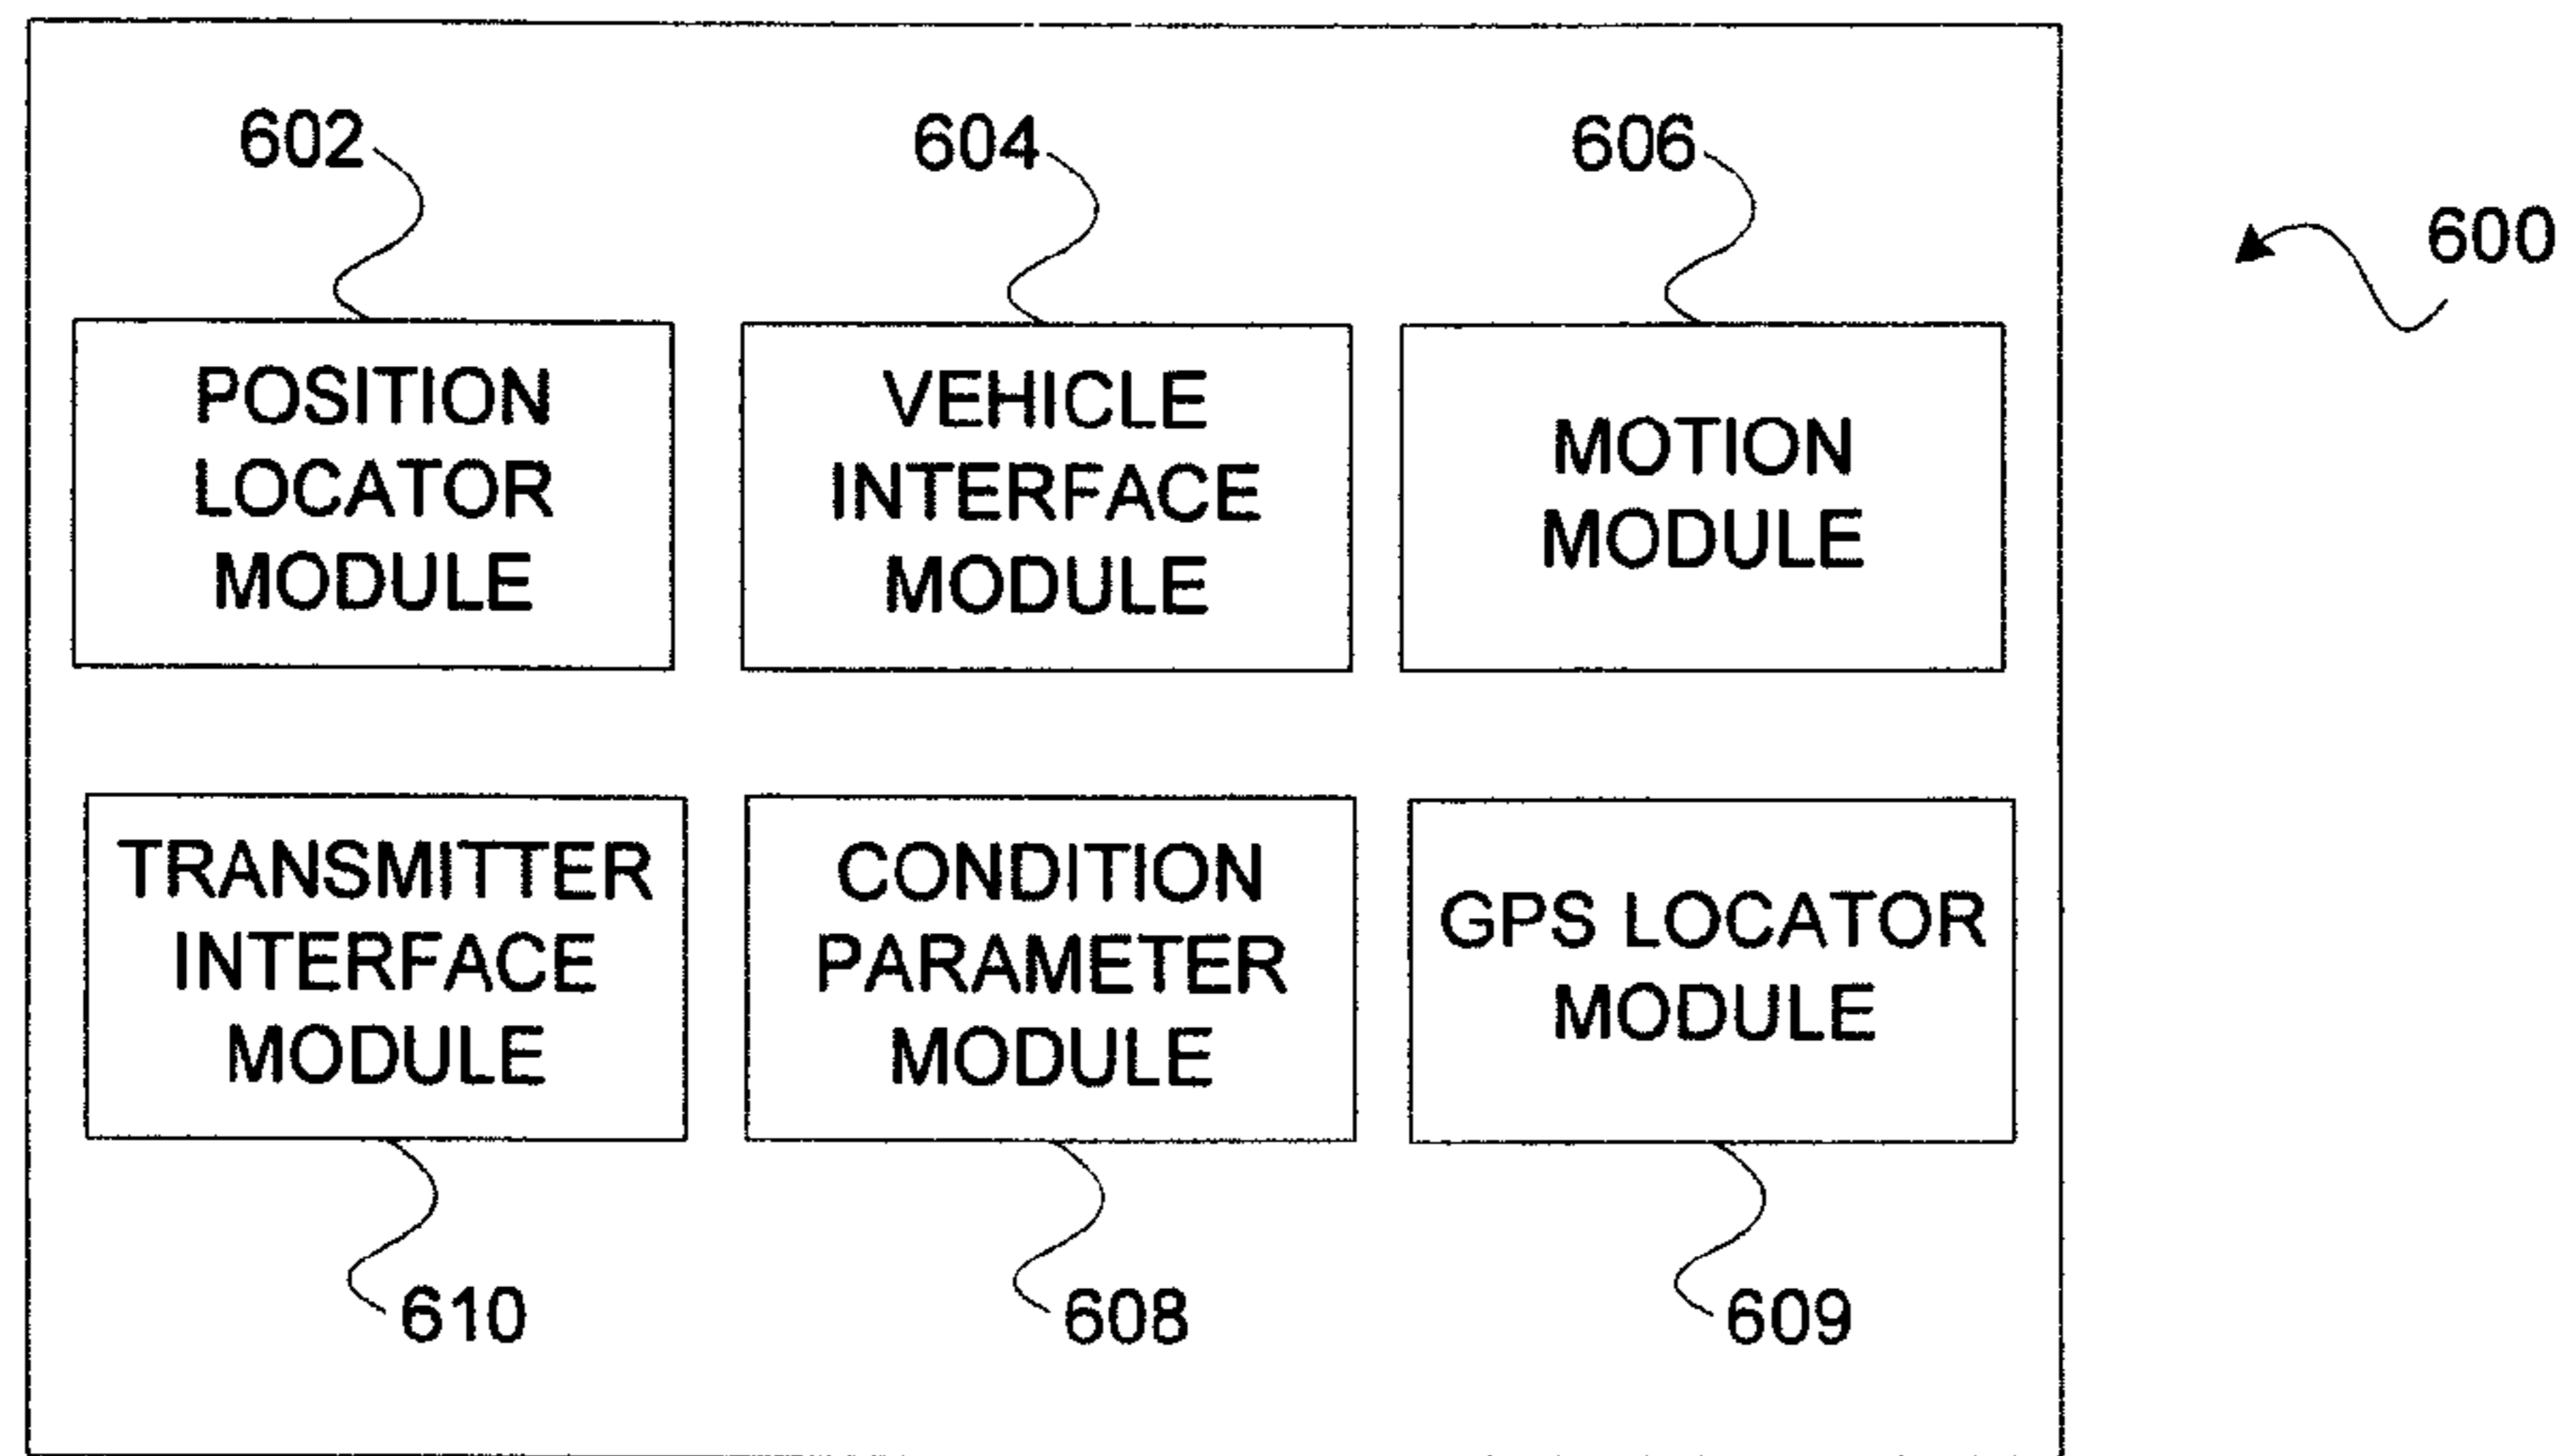 602
604
606
600
POSITION
LOCATOR
MODULE
VEHICLE
INTERFACE
MODULE
MOTION
MODULE
TRANSMITTER
INTERFACE
MODULE
CONDITION
PARAMETER
MODULE
GPS LOCATOR
MODULE
610
608
609